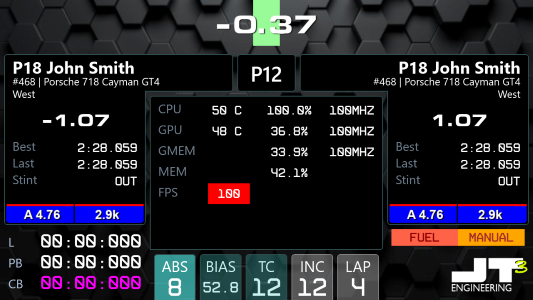 -0.37
P18 John Smith
#468 | Porsche 718 Cayman GT4
West
-1.07
Best 2:28.059
Last 2:28.059
Stint OUT
A 4.76 2.9k
P12
CPU 50 C 100.0% 100MHZ
GPU 48 C 36.8% 100MHZ
GMEM 33.9% 100MHZ
MEM 42.1%
FPS 100
P18 John Smith
#468 | Porsche 718 Cayman GT4
West
1.07
Best 2:28.059
Last 2:28.059
Stint OUT
A 4.76 2.9k
L 00:00:000
PB 00:00:000
CB 00:00:000
ABS 8
BIAS 52.8
TC 12
INC 12
LAP 4
FUEL MANUAL
JT3
ENGINEERING